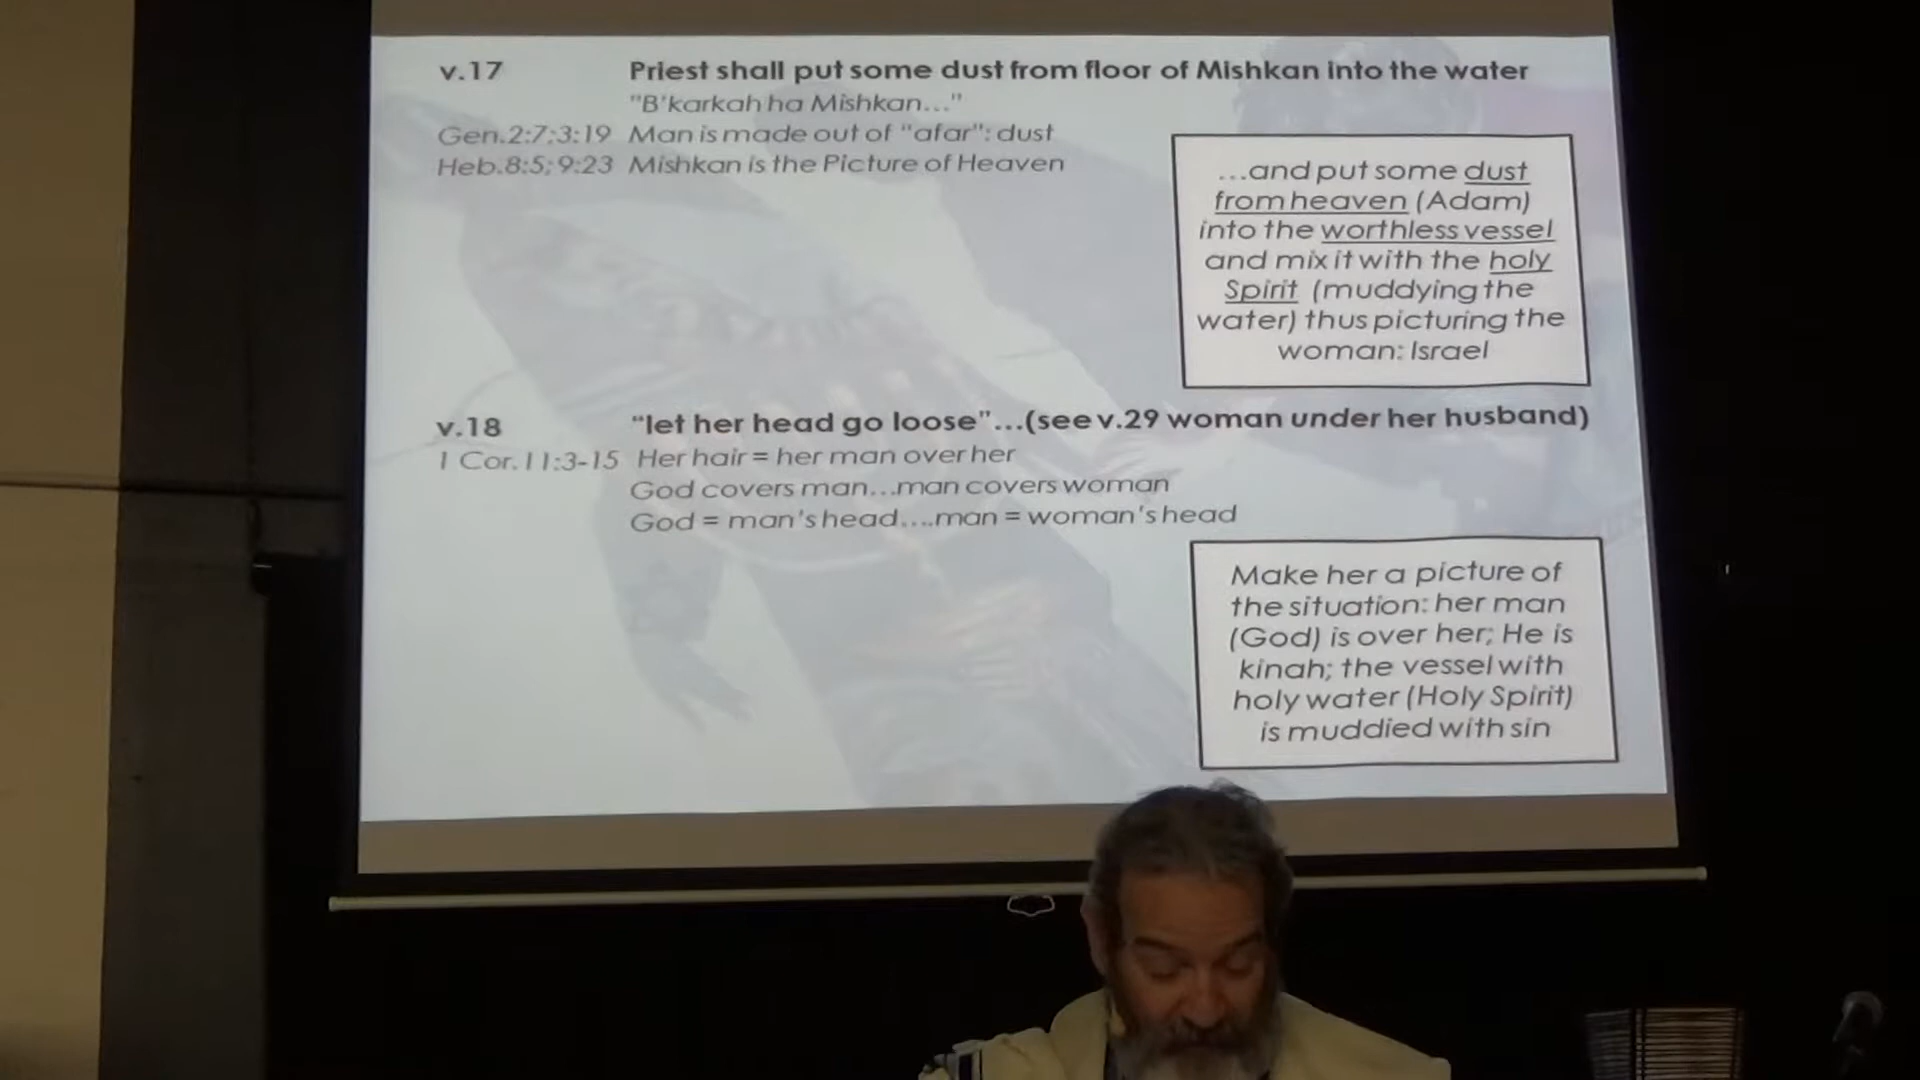 v.17 Priest shall put some dust from floor of Mishkan into the water
"B'karkah ha Mishkan..."
Gen.2:7;3:19 Man is made out of "afar": dust
Heb.8:5; 9:23 Mishkan is the Picture of Heaven
...and put some dust
from heaven (Adam)
into the worthless vessel
and mix it with the holy
Spirit (muddying the
water) thus picturing the
woman: Israel
v.18 "let her head go loose"...(see v.29 woman under her husband)
1 Cor.11:3-15 Her hair = her man over her
God covers man...man covers woman
God = man's head....man = woman's head
Make her a picture of
the situation: her man
(God) is over her; He is
kinah; the vessel with
holy water (Holy Spirit)
is muddied with sin